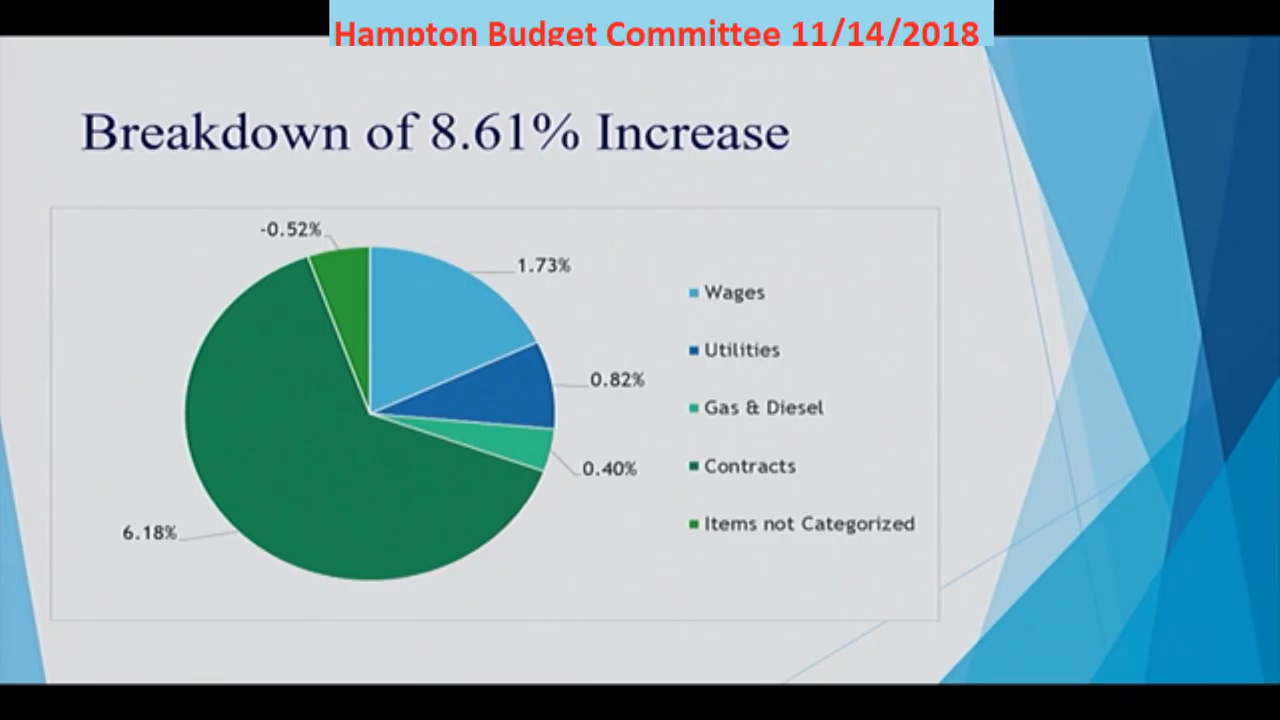 Hampton Budget Committee 11/14/2018
Breakdown of 8.61% Increase
-0.52%
1.73%
0.82%
0.40%
6.18%
Wages
Utilities
Gas & Diesel
Contracts
Items not Categorized